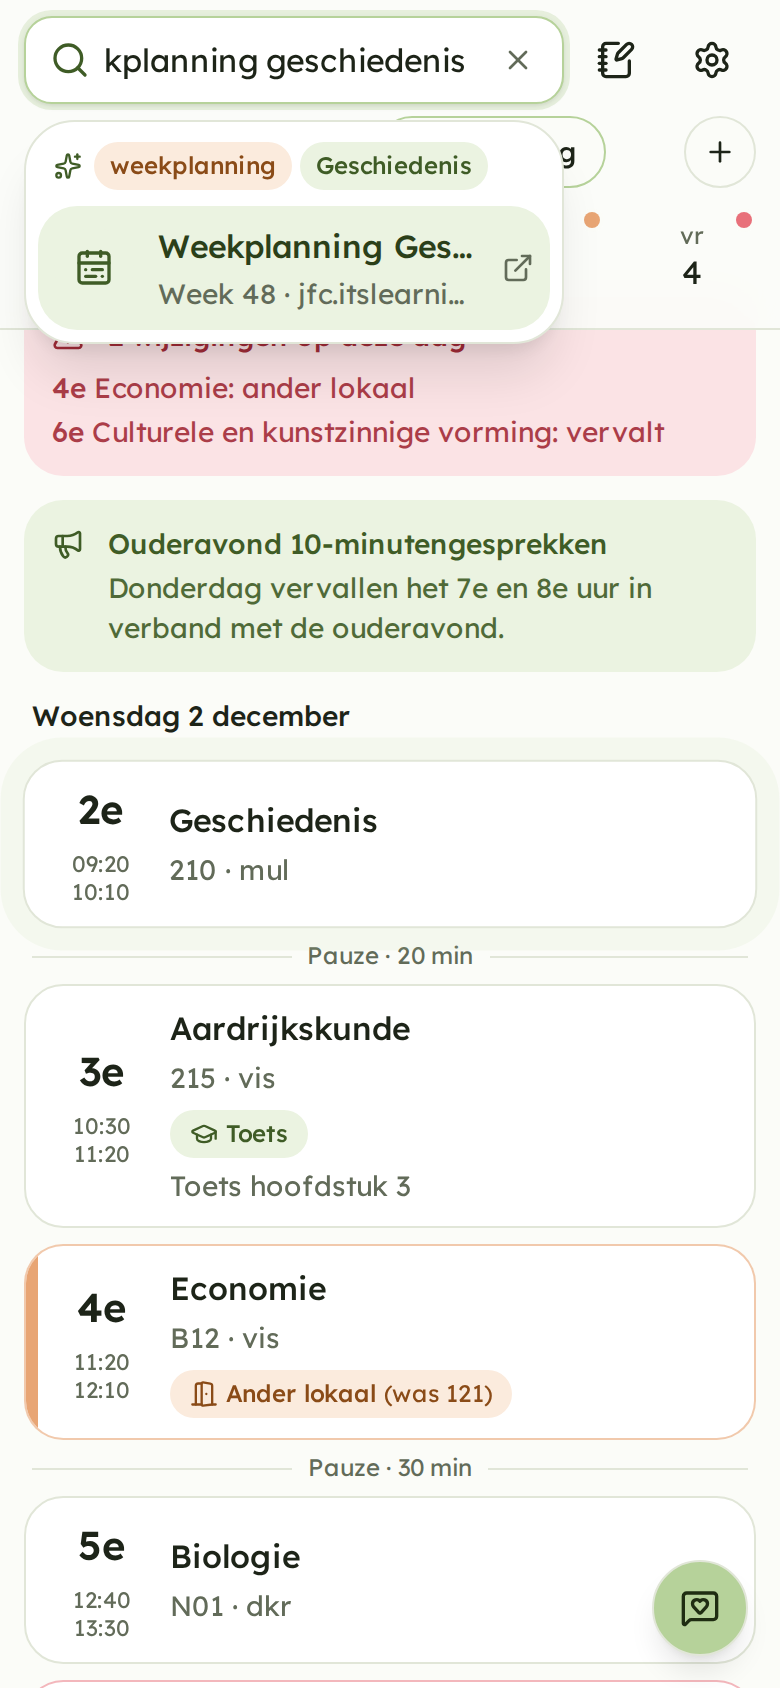 kplanning geschiedenis
weekplanning Geschiedenis
g
Weekplanning Ges...
Week 48 · jfc.itslearni...
vr
4
4e Economie: ander lokaal
6e Culturele en kunstzinnige vorming: vervalt
Ouderavond 10-minutengesprekken
Donderdag vervallen het 7e en 8e uur in
verband met de ouderavond.
Woensdag 2 december
2e
09:20
10:10
Geschiedenis
210 · mul
Pauze · 20 min
3e
10:30
11:20
Aardrijkskunde
215 · vis
Toets
Toets hoofdstuk 3
4e
11:20
12:10
Economie
B12 · vis
Ander lokaal (was 121)
Pauze · 30 min
5e
12:40
13:30
Biologie
N01 · dkr